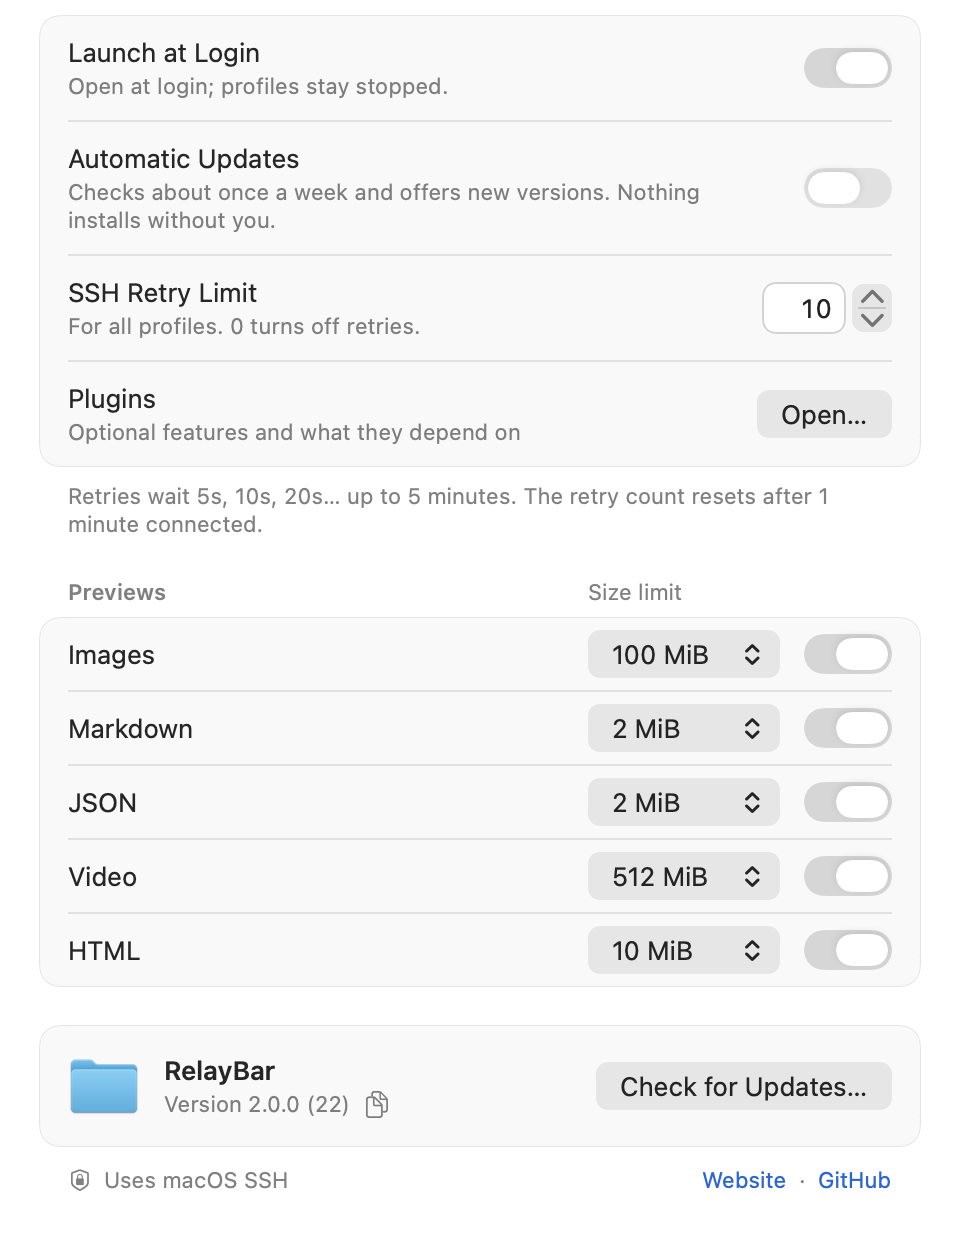 Launch at Login
Open at login; profiles stay stopped.
Automatic Updates
Checks about once a week and offers new versions. Nothing
installs without you.
SSH Retry Limit
For all profiles. 0 turns off retries.
10
Plugins
Optional features and what they depend on
Open...
Retries wait 5s, 10s, 20s... up to 5 minutes. The retry count resets after 1
minute connected.
Previews Size limit
Images 100 MiB
Markdown 2 MiB
JSON 2 MiB
Video 512 MiB
HTML 10 MiB
RelayBar
Version 2.0.0 (22)
Check for Updates...
Uses macOS SSH Website · GitHub